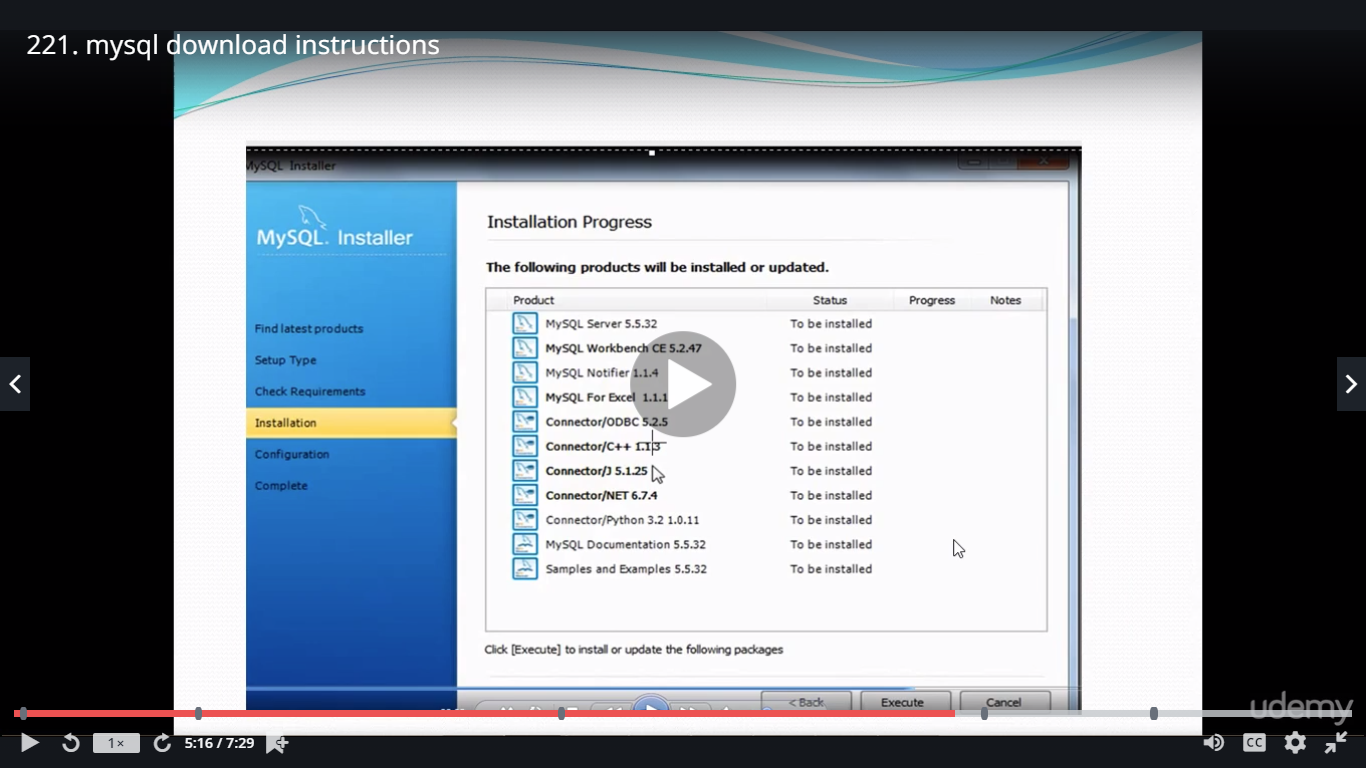 221. mysql download instructions
MySQL Installer
MySQL. Installer
Installation Progress
The following products will be installed or updated.
Product Status Progress Notes
MySQL Server 5.5.32 To be installed
MySQL Workbench CE 5.2.47 To be installed
MySQL Notifier 1.1.4 To be installed
MySQL For Excel 1.1.1 To be installed
Connector/ODBC 5.2.5 To be installed
Connector/C++ 1.1.3 To be installed
Connector/J 5.1.25 To be installed
Connector/NET 6.7.4 To be installed
Connector/Python 3.2 1.0.11 To be installed
MySQL Documentation 5.5.32 To be installed
Samples and Examples 5.5.32 To be installed
Find latest products
Setup Type
Check Requirements
Installation
Configuration
Complete
Click [Execute] to install or update the following packages
< Back Execute Cancel
udemy
1× 5:16 / 7:29 CC